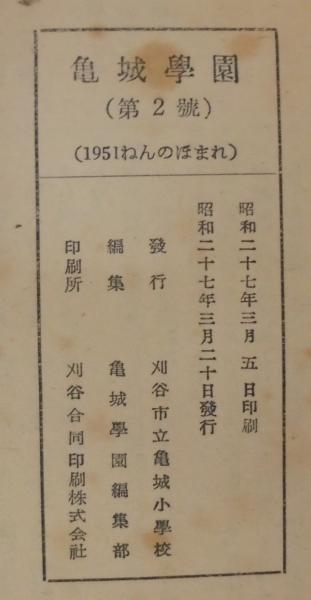 亀城學園
(第2號)
(1951ねんのほまれ)
昭和二十七年三月五日印刷
昭和二十七年三月二十日發行
發行 刈谷市立亀城小學校
編集 亀城學園編集部
印刷所 刈谷合同印刷株式会社